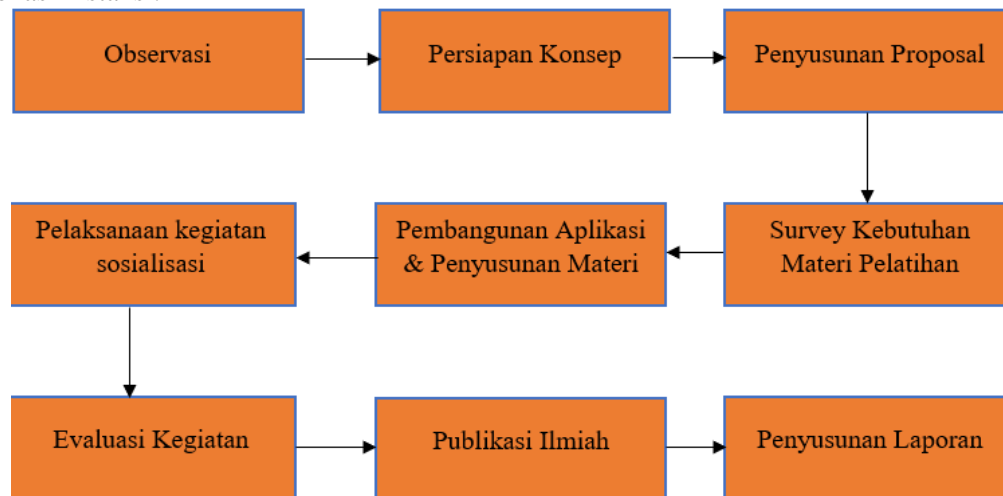 Observasi
Persiapan Konsep
Penyusunan Proposal
Survey Kebutuhan
Materi Pelatihan
Pembangunan Aplikasi
& Penyusunan Materi
Pelaksanaan kegiatan
sosialisasi
Evaluasi Kegiatan
Publikasi Ilmiah
Penyusunan Laporan